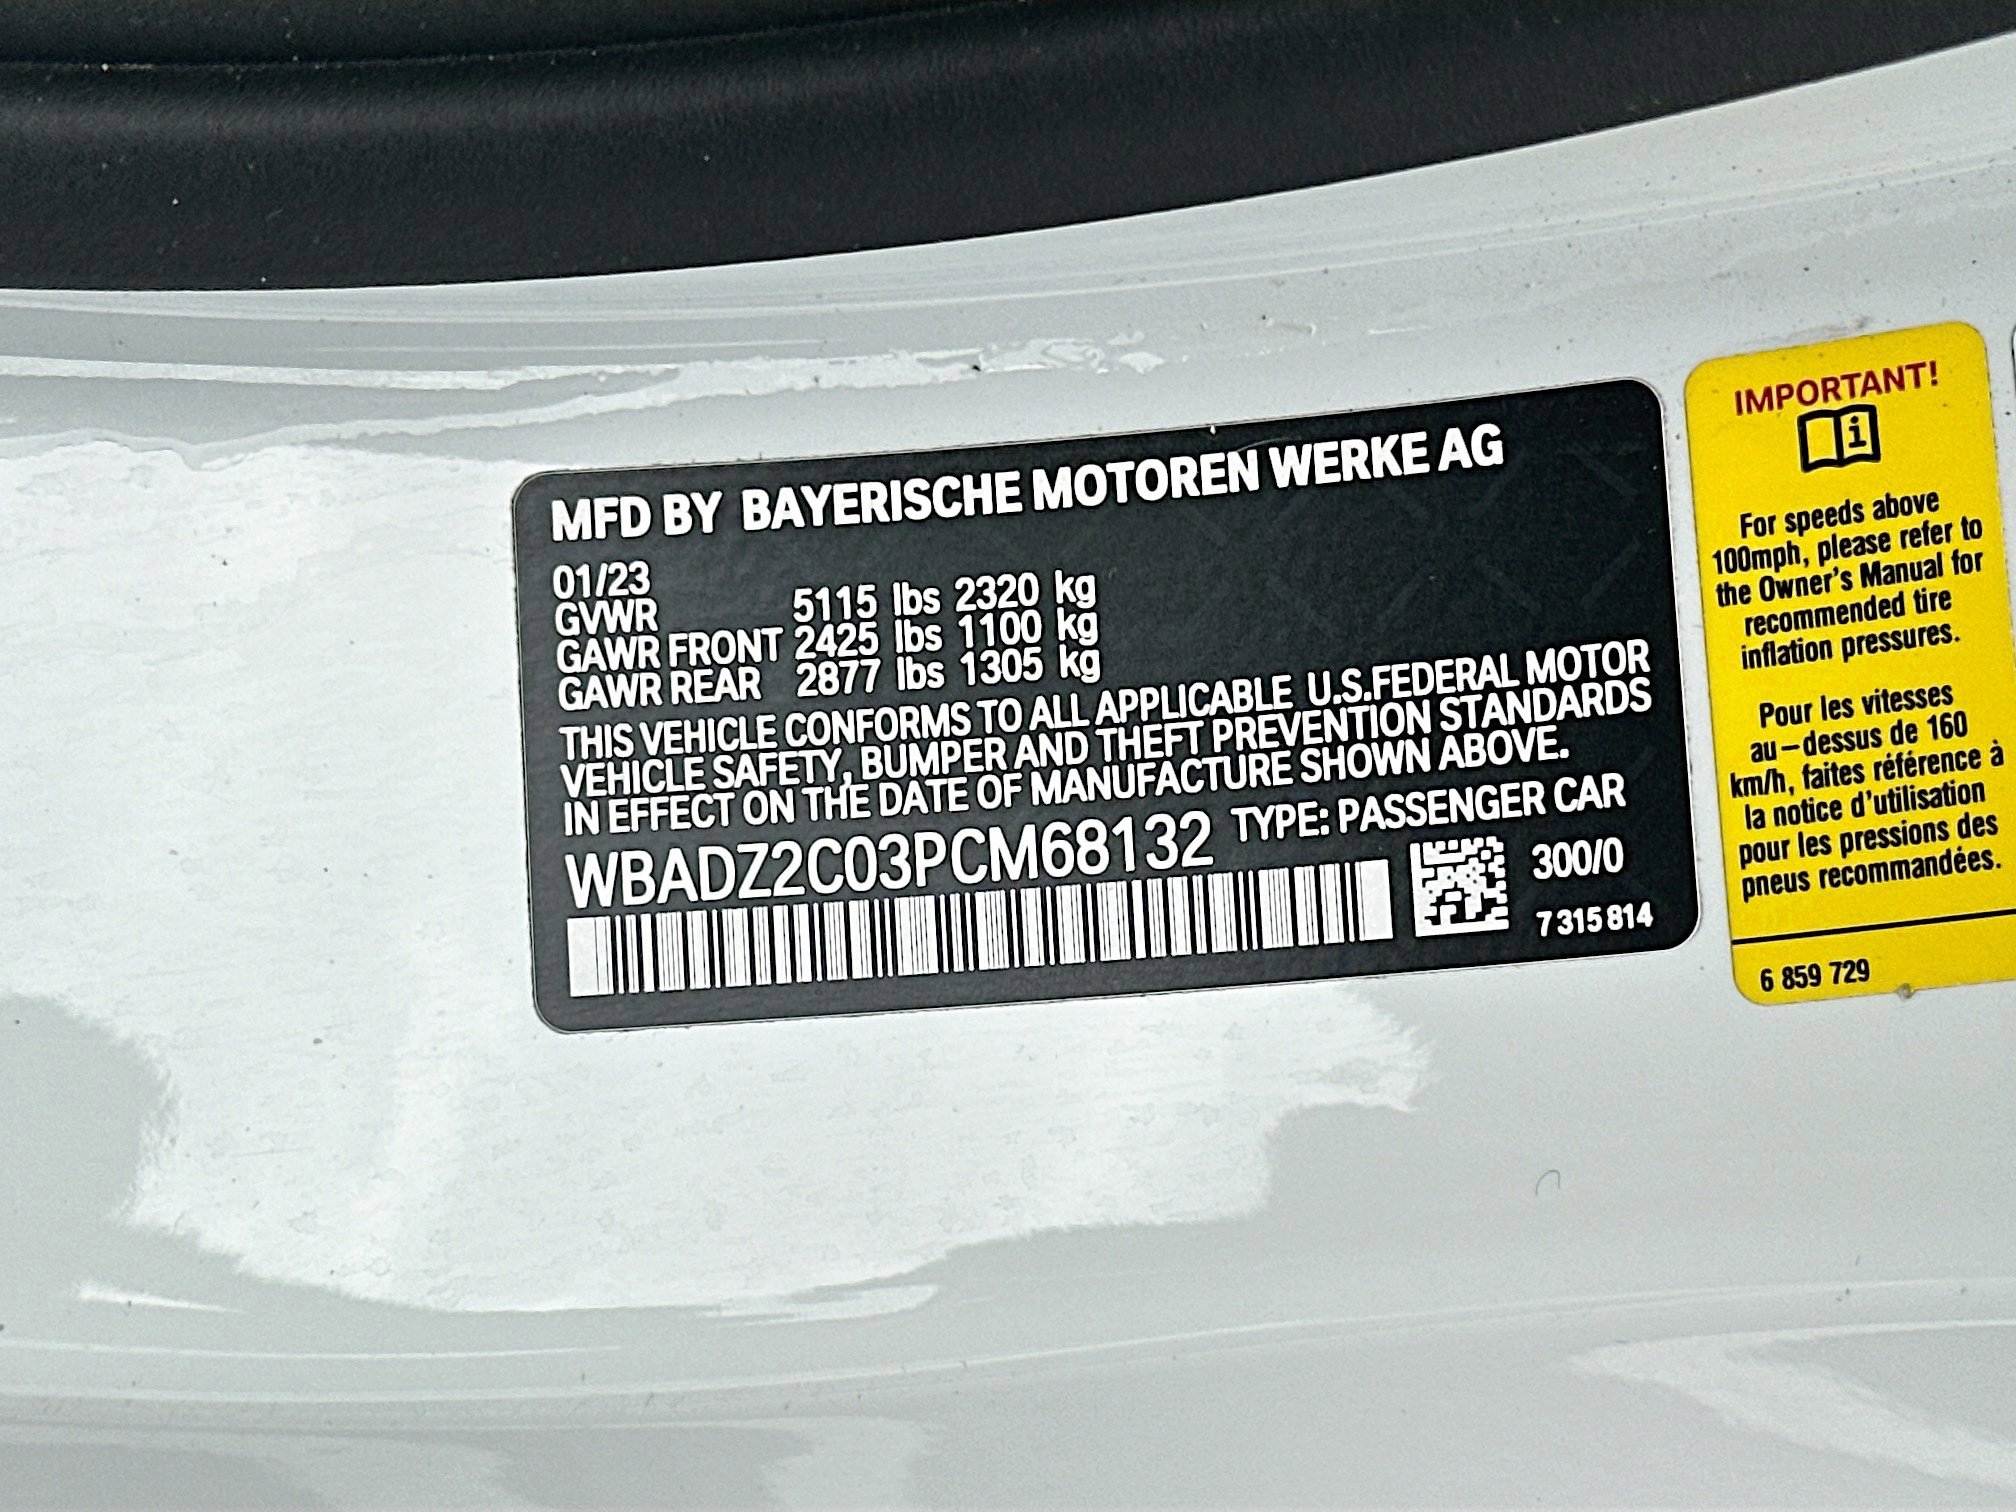 MFD BY BAYERISCHE MOTOREN WERKE AG
01/23
GVWR 5115 lbs 2320 kg
GAWR FRONT 2425 lbs 1100 kg
GAWR REAR 2877 lbs 1305 kg
THIS VEHICLE CONFORMS TO ALL APPLICABLE U.S.FEDERAL MOTOR
VEHICLE SAFETY, BUMPER AND THEFT PREVENTION STANDARDS
IN EFFECT ON THE DATE OF MANUFACTURE SHOWN ABOVE.
WBADZ2C03PCM68132 TYPE: PASSENGER CAR
300/0
7 315 814
IMPORTANT!
i
For speeds above
100mph, please refer to
the Owner's Manual for
recommended tire
inflation pressures.
Pour les vitesses
au-dessus de 160
km/h, faites référence à
la notice d'utilisation
pour les pressions des
pneus recommandées.
6 859 729